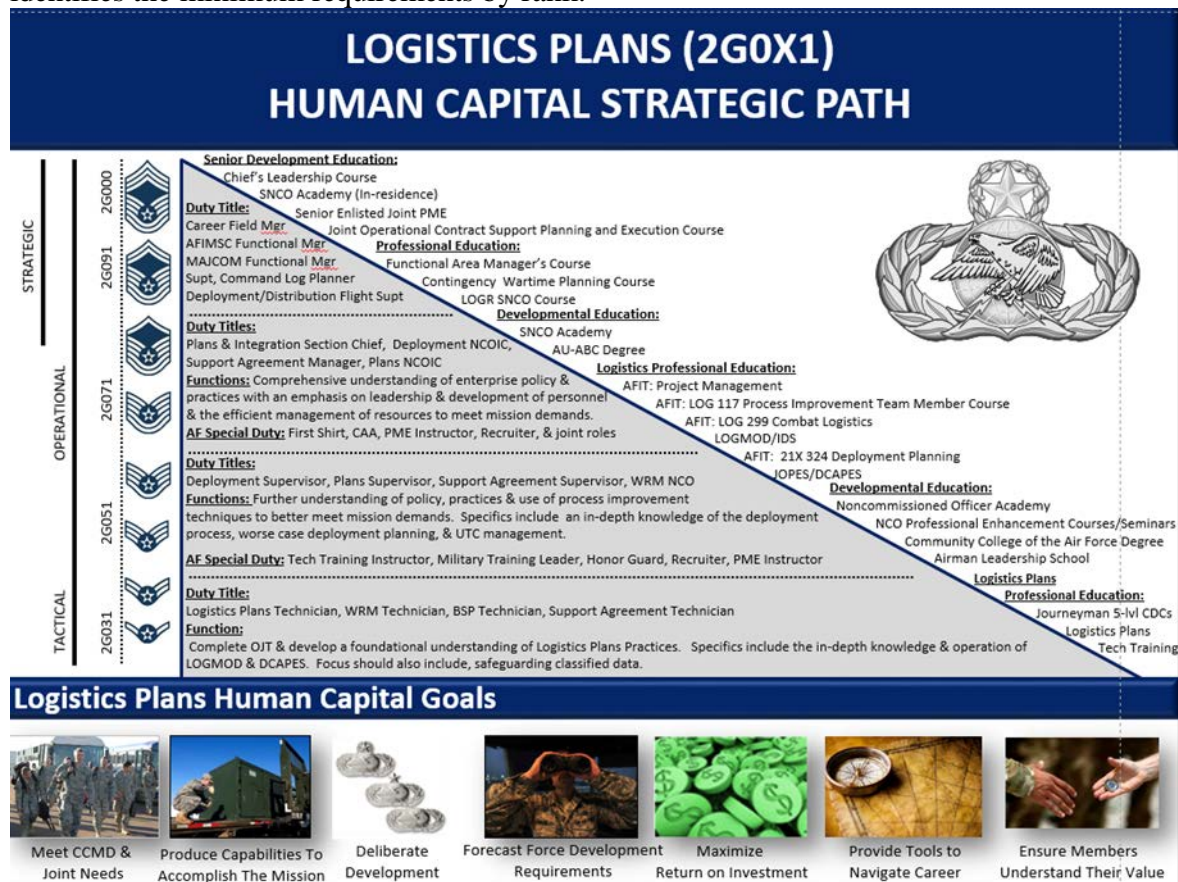 identifies the minimum requirements by rank.
LOGISTICS PLANS (2G0X1)
HUMAN CAPITAL STRATEGIC PATH
STRATEGIC
OPERATIONAL
TACTICAL
2G000
2G091
2G071
2G051
2G031
Senior Development Education:
Chief's Leadership Course
SNCO Academy (In-residence)
Senior Enlisted Joint PME
Joint Operational Contract Support Planning and Execution Course
Professional Education:
Functional Area Manager's Course
Contingency Wartime Planning Course
LOGR SNCO Course
Developmental Education:
SNCO Academy
AU-ABC Degree
Logistics Professional Education:
AFIT: Project Management
AFIT: LOG 117 Process Improvement Team Member Course
AFIT: LOG 299 Combat Logistics
LOGMOD/IDS
AFIT: 21X 324 Deployment Planning
JOPES/DCAPES
Developmental Education:
Noncommissioned Officer Academy
NCO Professional Enhancement Courses/Seminars
Community College of the Air Force Degree
Airman Leadership School
Logistics Plans
Professional Education:
Journeyman 5-lvl CDCs
Logistics Plans
Tech Training
Duty Title:
Career Field Mgr
AFIMSC Functional Mgr
MAJCOM Functional Mgr
Supt, Command Log Planner
Deployment/Distribution Flight Supt
Duty Titles:
Plans & Integration Section Chief, Deployment NCOIC,
Support Agreement Manager, Plans NCOIC
Functions: Comprehensive understanding of enterprise policy &
practices with an emphasis on leadership & development of personnel
& the efficient management of resources to meet mission demands.
AF Special Duty: First Shirt, CAA, PME Instructor, Recruiter, & joint roles
Duty Titles:
Deployment Supervisor, Plans Supervisor, Support Agreement Supervisor, WRM NCO
Functions: Further understanding of policy, practices & use of process improvement
techniques to better meet mission demands. Specifics include an in-depth knowledge of the deployment
process, worse case deployment planning, & UTC management.
AF Special Duty: Tech Training Instructor, Military Training Leader, Honor Guard, Recruiter, PME Instructor
Duty Title:
Logistics Plans Technician, WRM Technician, BSP Technician, Support Agreement Technician
Function:
Complete OJT & develop a foundational understanding of Logistics Plans Practices. Specifics include the in-depth knowledge & operation of
LOGMOD & DCAPES. Focus should also include, safeguarding classified data.
Logistics Plans Human Capital Goals
Meet CCMD &
Joint Needs
Produce Capabilities To
Accomplish The Mission
Deliberate
Development
Forecast Force Development
Requirements
Maximize
Return on Investment
Provide Tools to
Navigate Career
Ensure Members
Understand Their Value